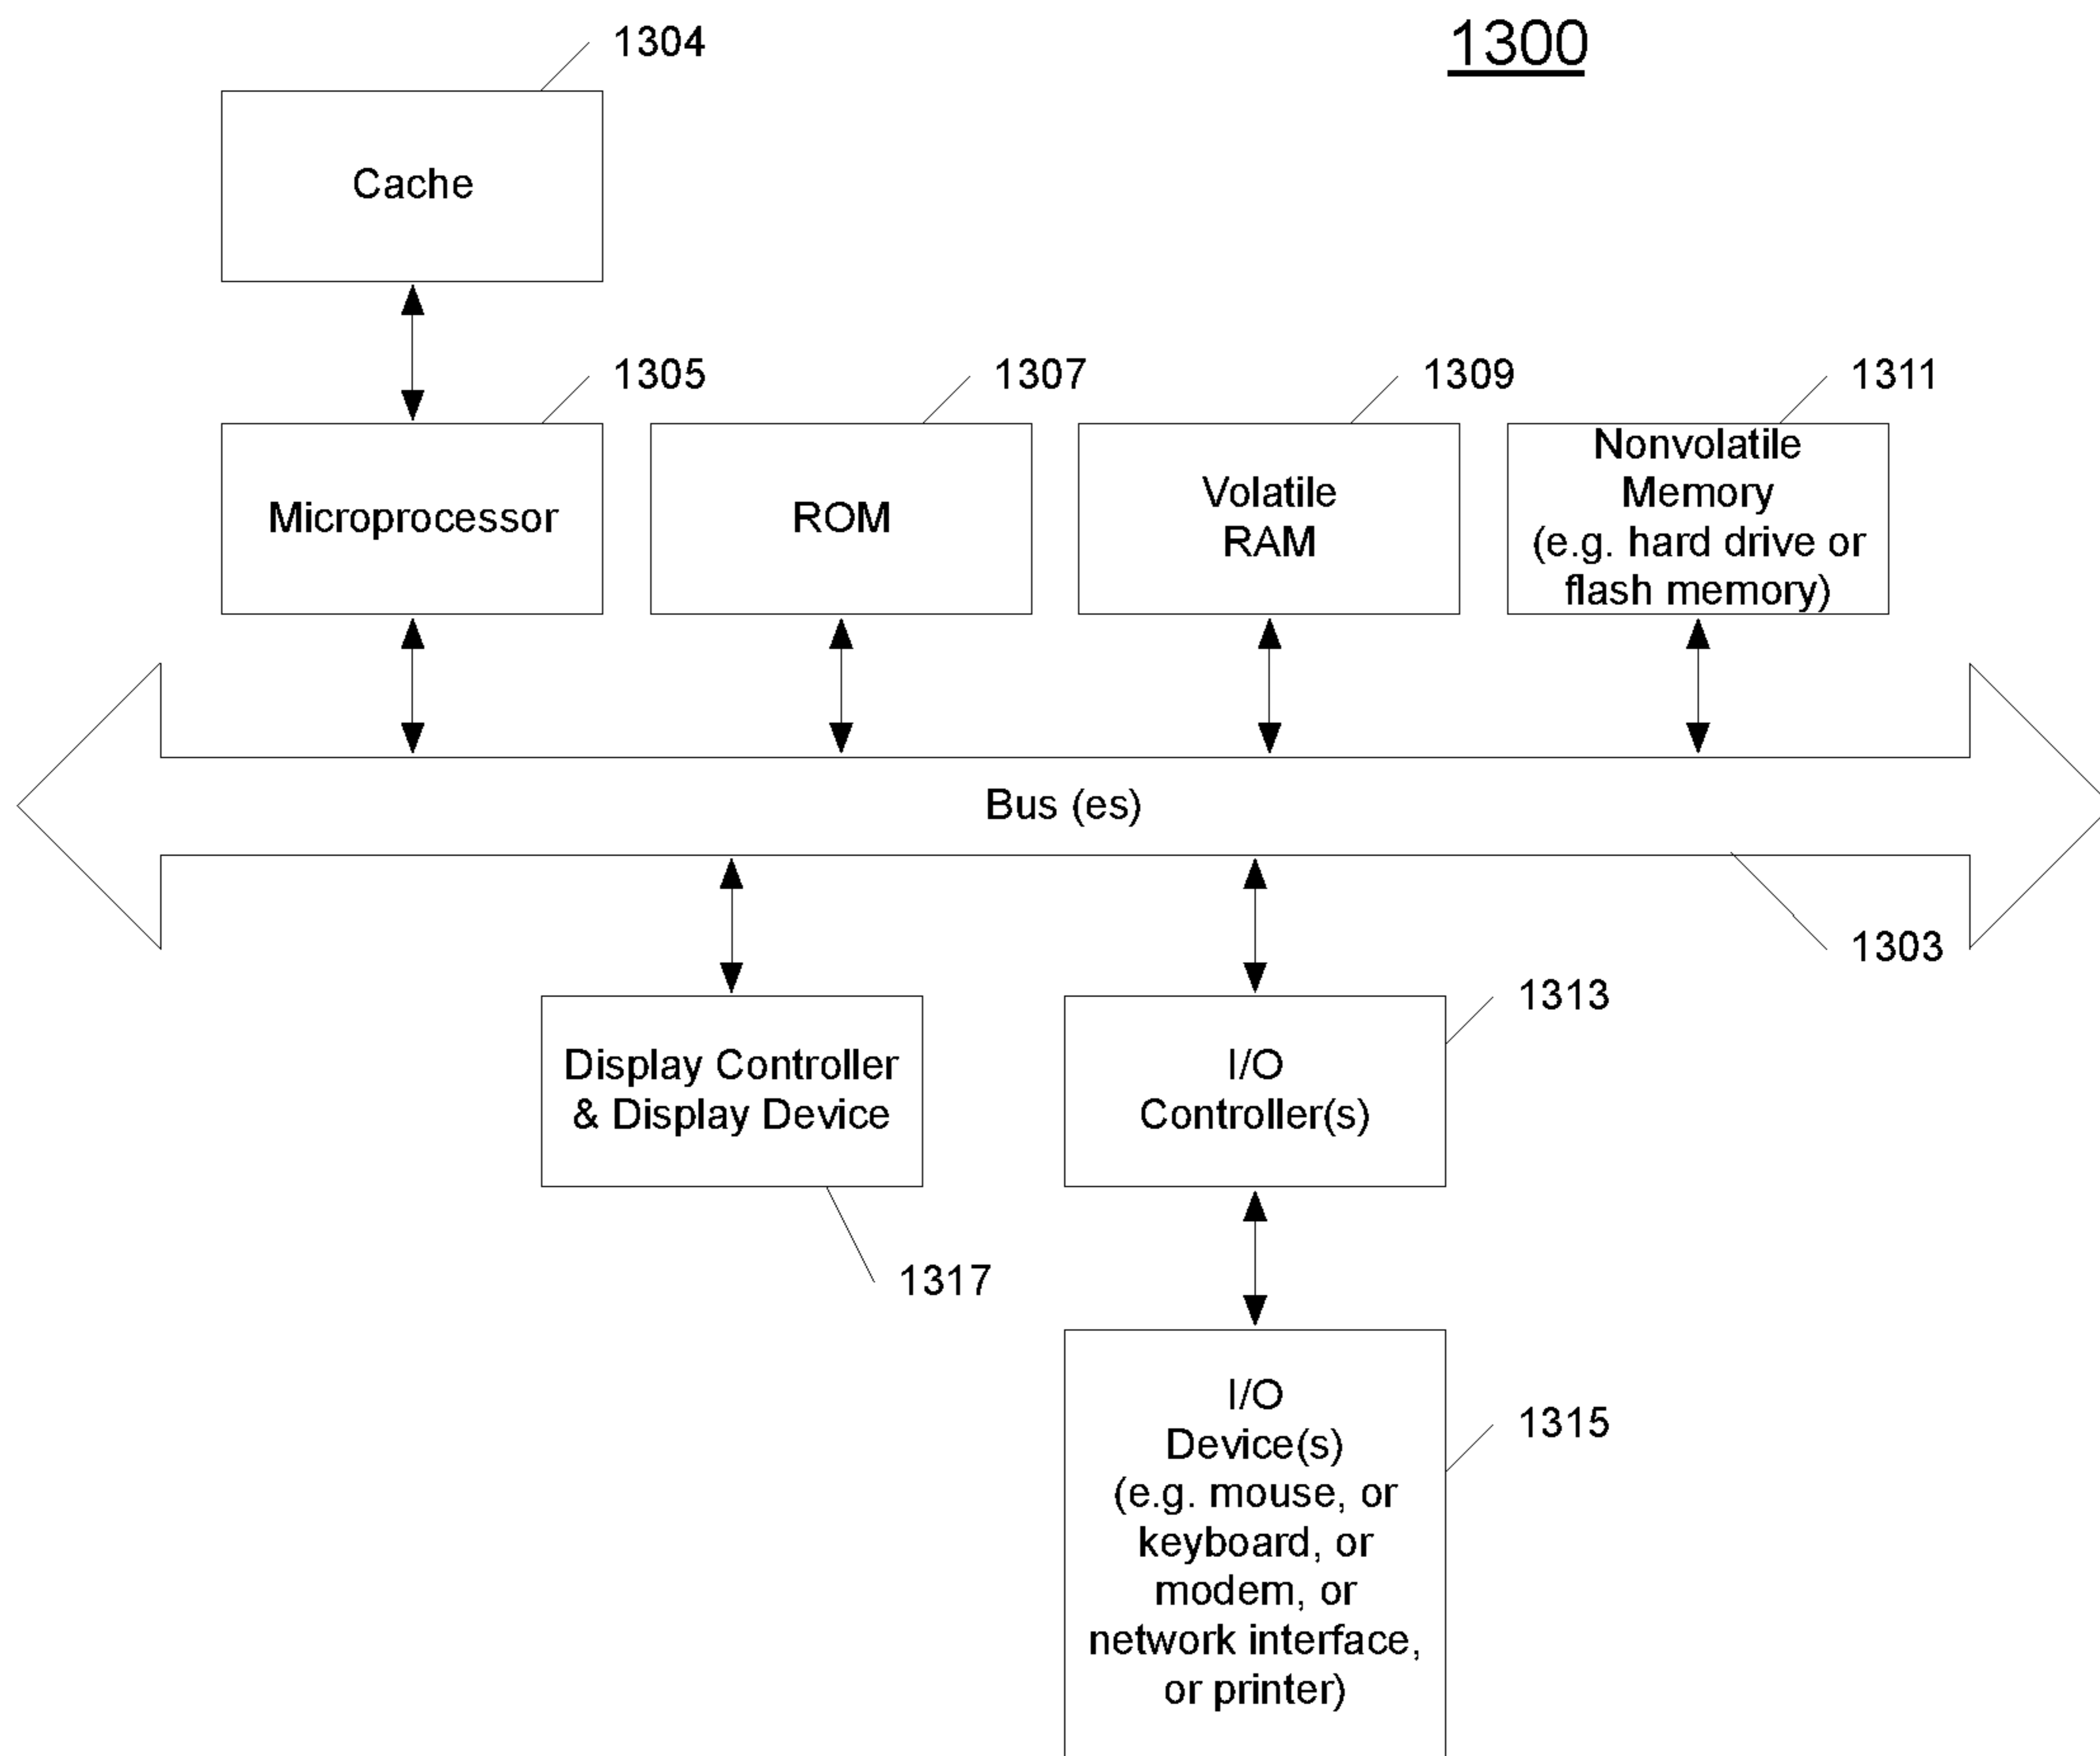 1300
1304
Cache
1305
1307
1309
1311
Microprocessor
ROM
Volatile
RAM
Nonvolatile
Memory
(e.g. hard drive or
flash memory)
Bus (es)
1303
Display Controller
& Display Device
1317
I/O
Controller(s)
1313
I/O
Device(s)
(e.g. mouse, or
keyboard, or
modem, or
network interface,
or printer)
1315